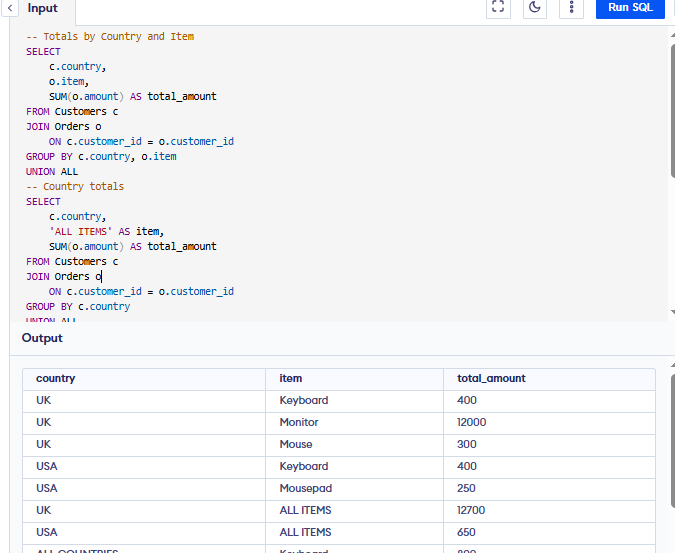 Input
Run SQL
-- Totals by Country and Item
SELECT
c.country,
o.item,
SUM(o.amount) AS total_amount
FROM Customers c
JOIN Orders o
ON c.customer_id = o.customer_id
GROUP BY c.country, o.item
UNION ALL
-- Country totals
SELECT
c.country,
'ALL ITEMS' AS item,
SUM(o.amount) AS total_amount
FROM Customers c
JOIN Orders o
ON c.customer_id = o.customer_id
GROUP BY c.country
UNION ALL
Output
country item total_amount
UK Keyboard 400
UK Monitor 12000
UK Mouse 300
USA Keyboard 400
USA Mousepad 250
UK ALL ITEMS 12700
USA ALL ITEMS 650
ALL COUNTRIES Keyboard 800